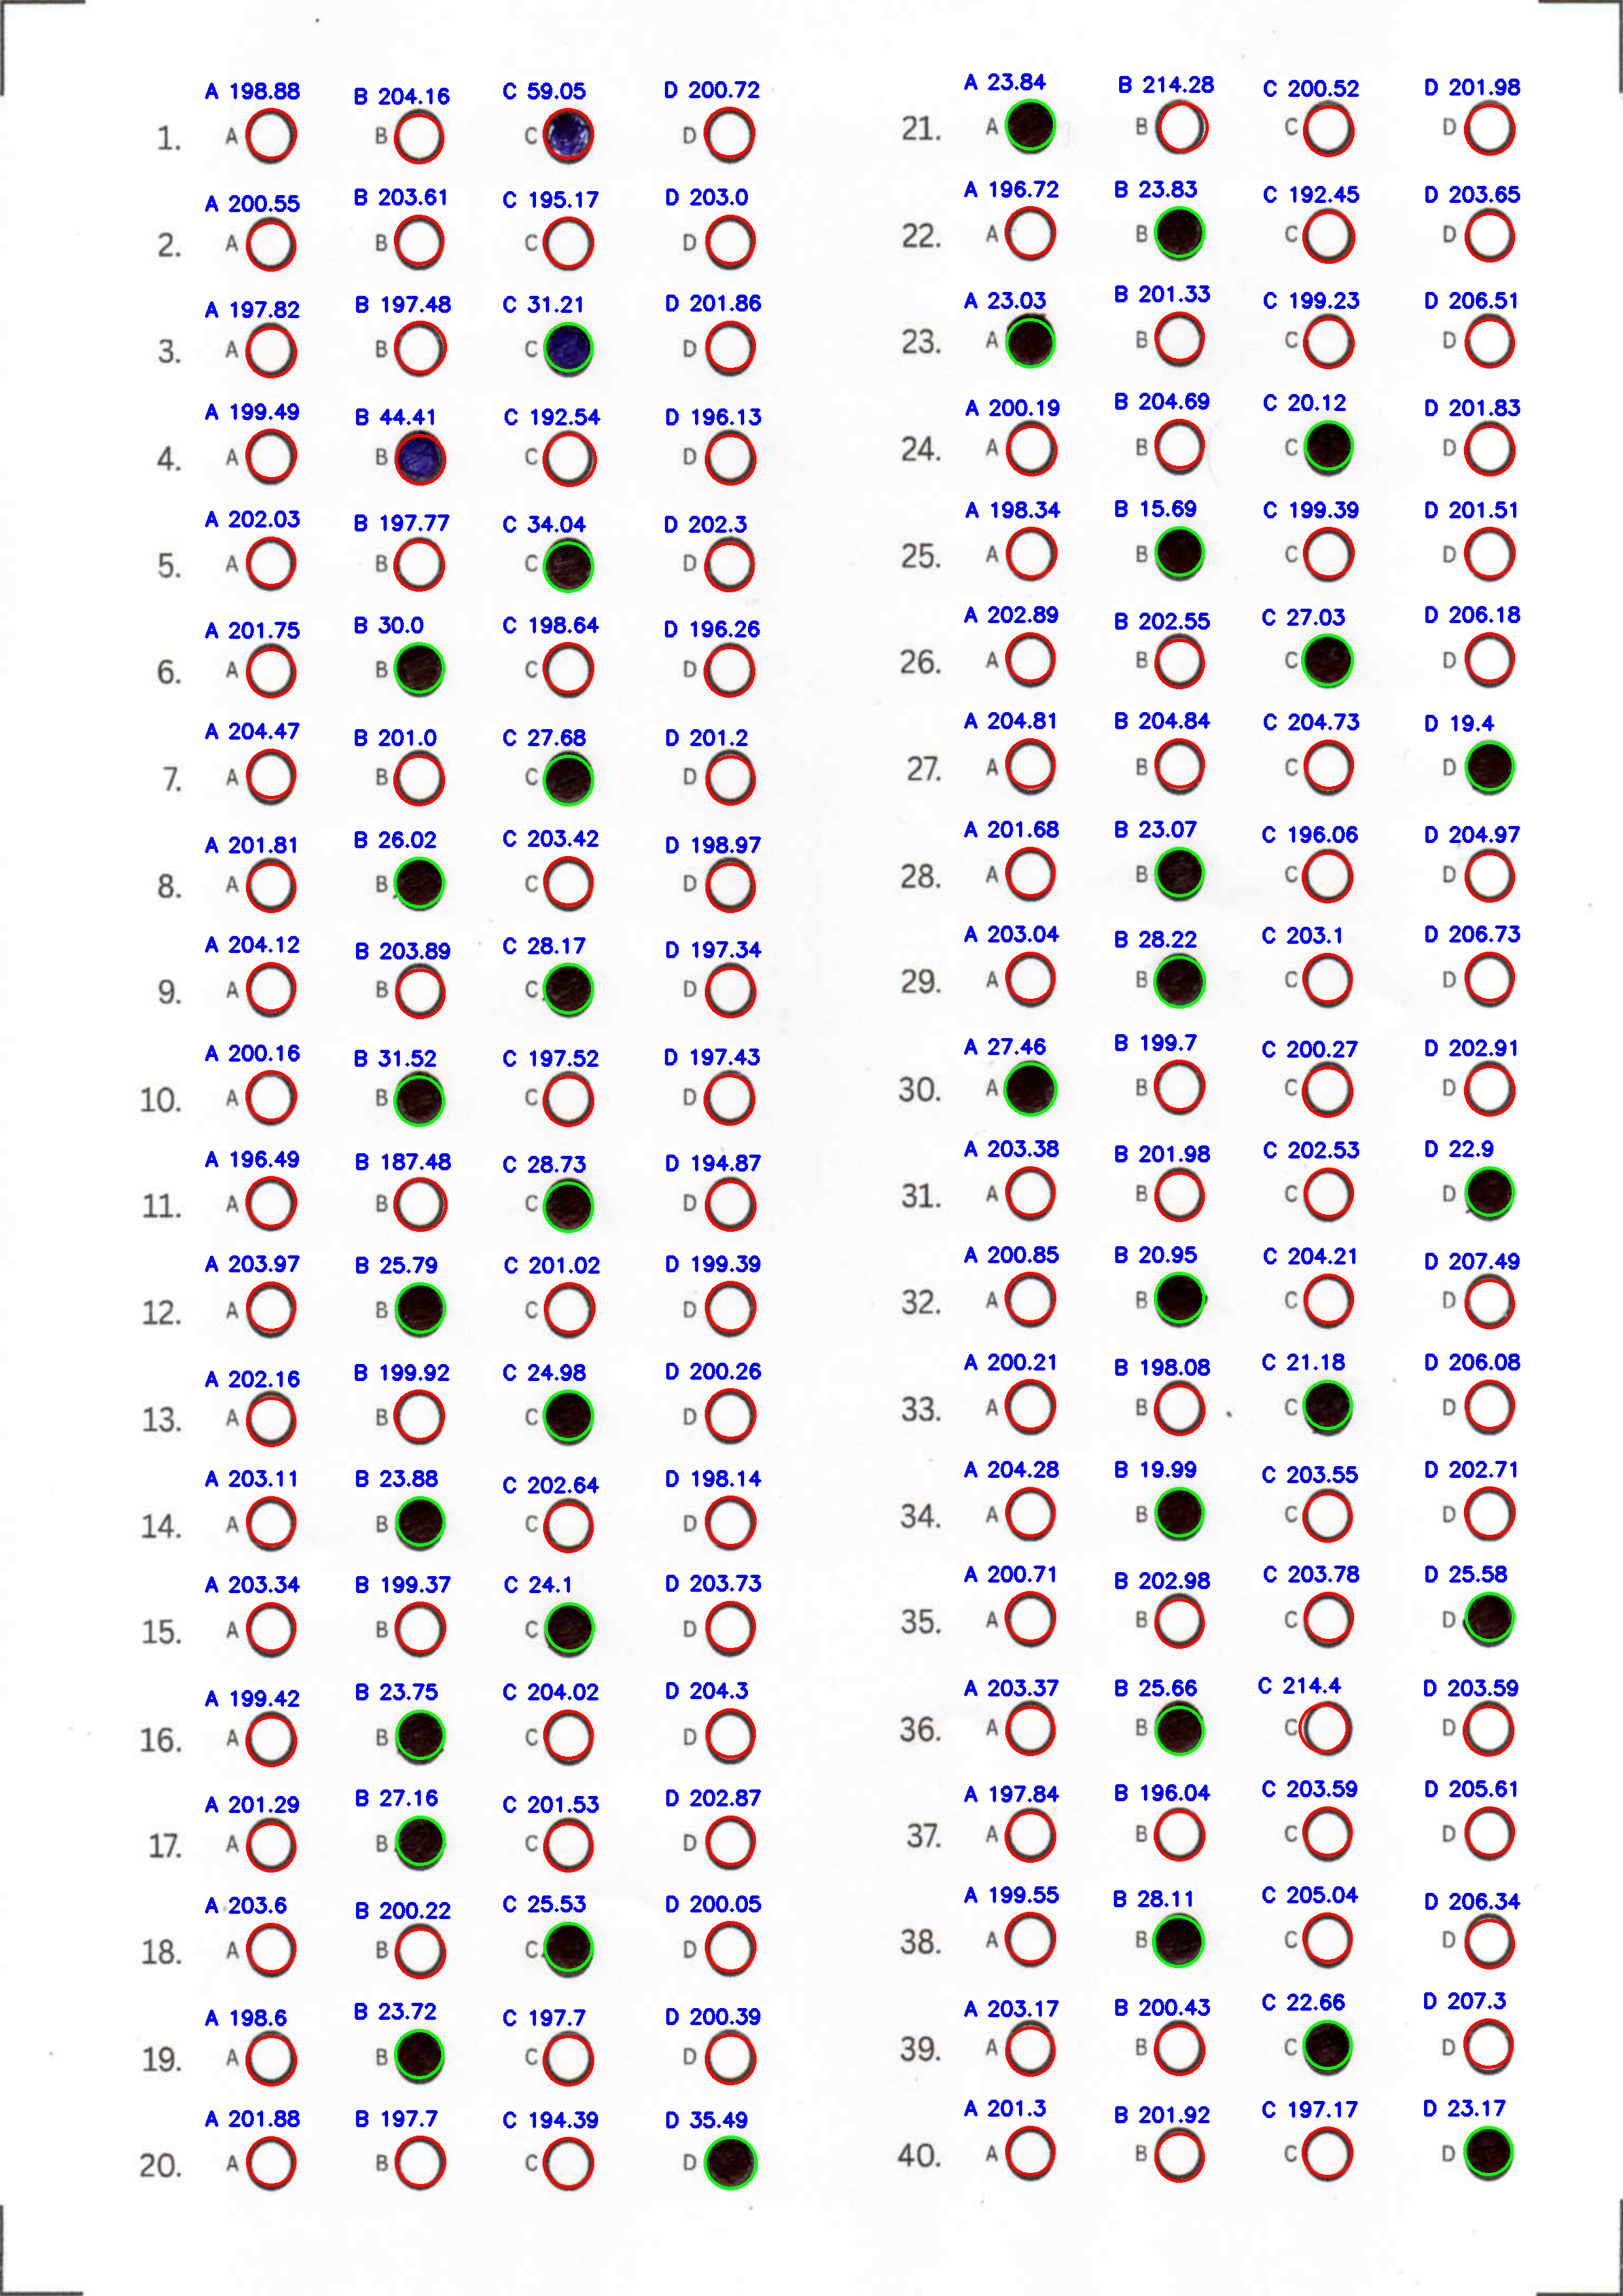 A 198.88 B 204.16 C 59.05 D 200.72
1. A B C D
A 200.55 B 203.61 C 195.17 D 203.0
2. A B C D
A 197.82 B 197.48 C 31.21 D 201.86
3. A B C D
A 199.49 B 44.41 C 192.54 D 196.13
4. A B C D
A 202.03 B 197.77 C 34.04 D 202.3
5. A B C D
A 201.75 B 30.0 C 198.64 D 196.26
6. A B C D
A 204.47 B 201.0 C 27.68 D 201.2
7. A B C D
A 201.81 B 26.02 C 203.42 D 198.97
8. A B C D
A 204.12 B 203.89 C 28.17 D 197.34
9. A B C D
A 200.16 B 31.52 C 197.52 D 197.43
10. A B C D
A 196.49 B 187.48 C 28.73 D 194.87
11. A B C D
A 203.97 B 25.79 C 201.02 D 199.39
12. A B C D
A 202.16 B 199.92 C 24.98 D 200.26
13. A B C D
A 203.11 B 23.88 C 202.64 D 198.14
14. A B C D
A 203.34 B 199.37 C 24.1 D 203.73
15. A B C D
A 199.42 B 23.75 C 204.02 D 204.3
16. A B C D
A 201.29 B 27.16 C 201.53 D 202.87
17. A B C D
A 203.6 B 200.22 C 25.53 D 200.05
18. A B C D
A 198.6 B 23.72 C 197.7 D 200.39
19. A B C D
A 201.88 B 197.7 C 194.39 D 35.49
20. A B C D
A 23.84 B 214.28 C 200.52 D 201.98
21. A B C D
A 196.72 B 23.83 C 192.45 D 203.65
22. A B C D
A 23.03 B 201.33 C 199.23 D 206.51
23. A B C D
A 200.19 B 204.69 C 20.12 D 201.83
24. A B C D
A 198.34 B 15.69 C 199.39 D 201.51
25. A B C D
A 202.89 B 202.55 C 27.03 D 206.18
26. A B C D
A 204.81 B 204.84 C 204.73 D 19.4
27. A B C D
A 201.68 B 23.07 C 196.06 D 204.97
28. A B C D
A 203.04 B 28.22 C 203.1 D 206.73
29. A B C D
A 27.46 B 199.7 C 200.27 D 202.91
30. A B C D
A 203.38 B 201.98 C 202.53 D 22.9
31. A B C D
A 200.85 B 20.95 C 204.21 D 207.49
32. A B C D
A 200.21 B 198.08 C 21.18 D 206.08
33. A B C D
A 204.28 B 19.99 C 203.55 D 202.71
34. A B C D
A 200.71 B 202.98 C 203.78 D 25.58
35. A B C D
A 203.37 B 25.66 C 214.4 D 203.59
36. A B C D
A 197.84 B 196.04 C 203.59 D 205.61
37. A B C D
A 199.55 B 28.11 C 205.04 D 206.34
38. A B C D
A 203.17 B 200.43 C 22.66 D 207.3
39. A B C D
A 201.3 B 201.92 C 197.17 D 23.17
40. A B C D